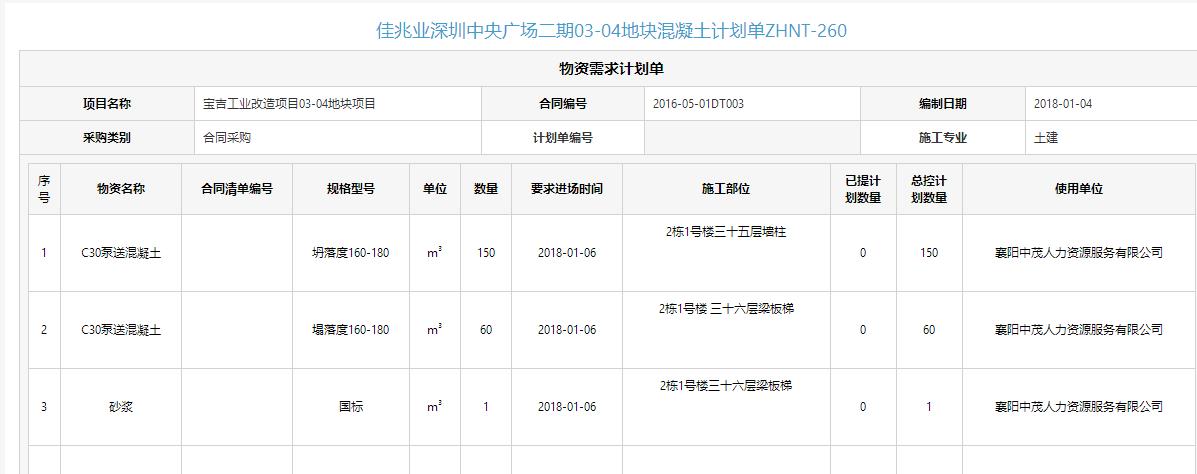 佳兆业深圳中央广场二期03-04地块混凝土计划单ZHNT-260
物资需求计划单
项目名称 宝吉工业改造项目03-04地块项目 合同编号 2016-05-01DT003 编制日期 2018-01-04
采购类别 合同采购 计划单编号 施工专业 土建
序号 物资名称 合同清单编号 规格型号 单位 数量 要求进场时间 施工部位 已提计划数量 总控计划数量 使用单位
1 C30泵送混凝土 坍落度160-180 m³ 150 2018-01-06 2栋1号楼三十五层墙柱 0 150 襄阳中茂人力资源服务有限公司
2 C30泵送混凝土 塌落度160-180 m³ 60 2018-01-06 2栋1号楼 三十六层梁板梯 0 60 襄阳中茂人力资源服务有限公司
3 砂浆 国标 m³ 1 2018-01-06 2栋1号楼三十六层梁板梯 0 1 襄阳中茂人力资源服务有限公司